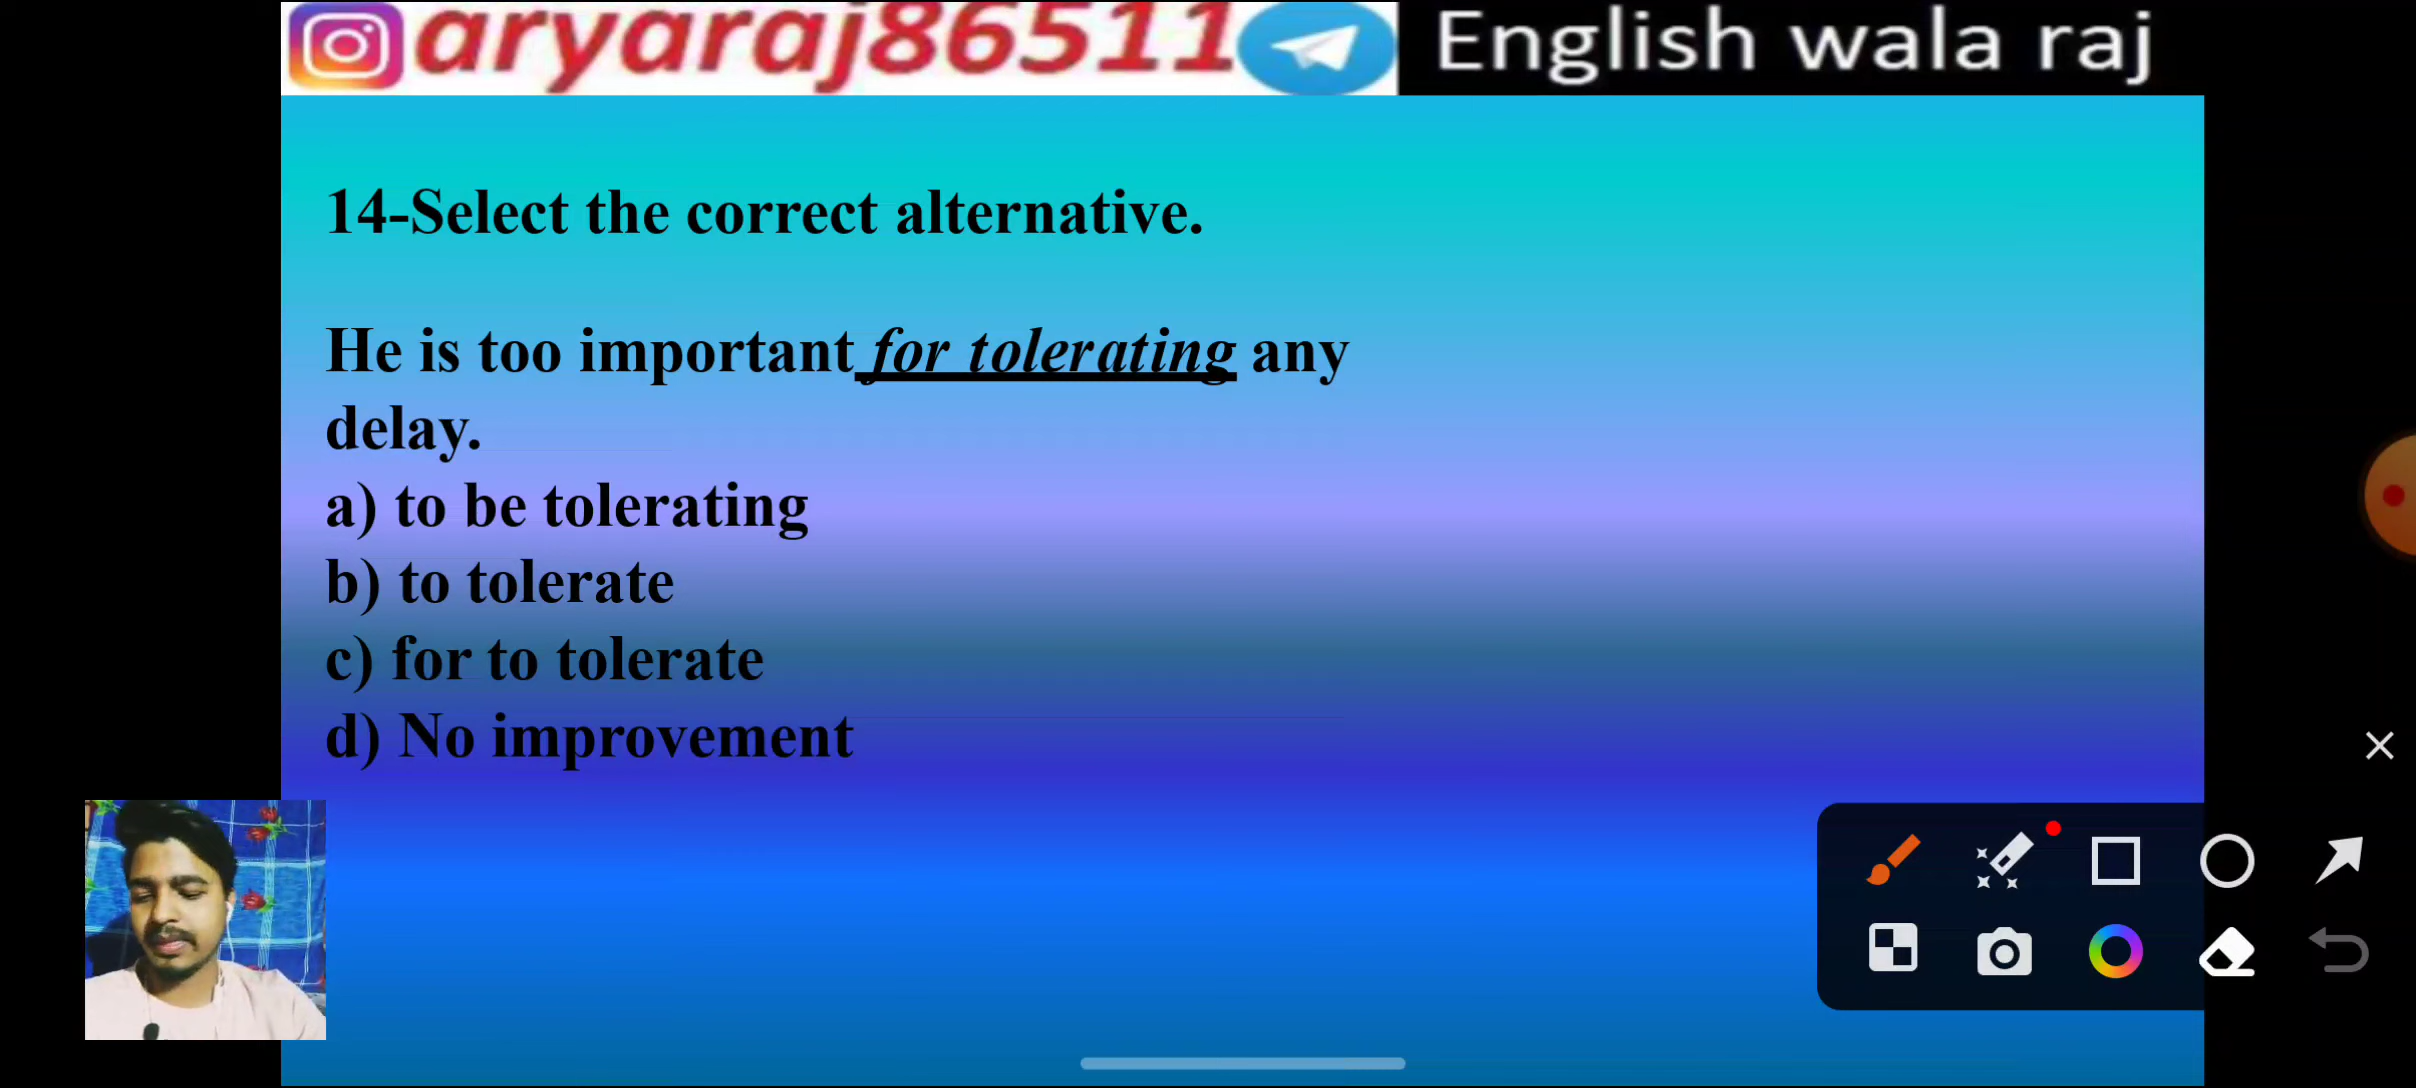 aryaraj86511 English wala raj
14-Select the correct alternative.
He is too important for tolerating any
delay.
a) to be tolerating
b) to tolerate
c) for to tolerate
d) No improvement